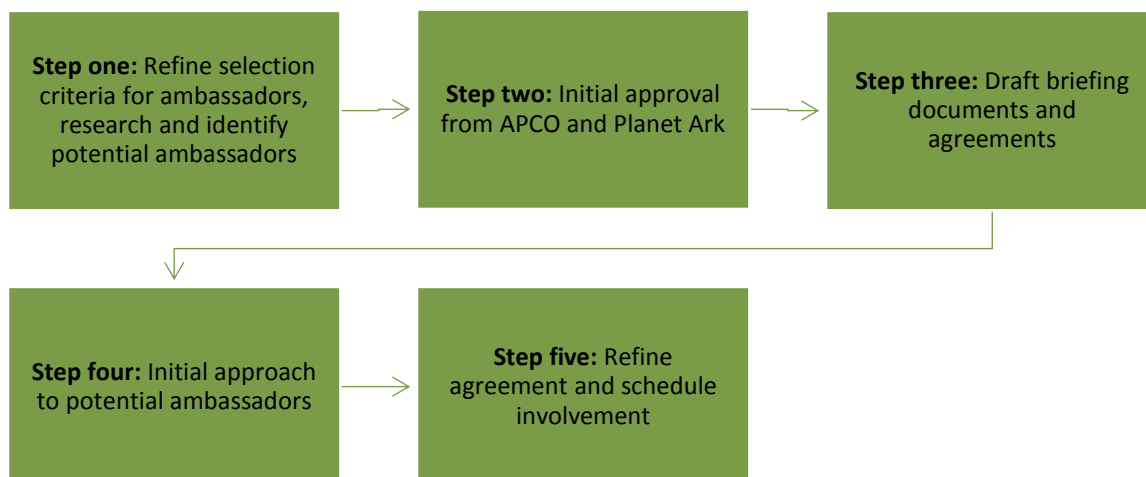 Step one: Refine selection
criteria for ambassadors,
research and identify
potential ambassadors
Step two: Initial approval
from APCO and Planet Ark
Step three: Draft briefing
documents and
agreements
Step four: Initial approach
to potential ambassadors
Step five: Refine
agreement and schedule
involvement